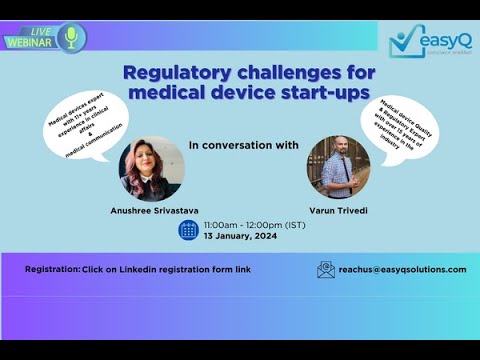 LIVE
WEBINAR
easyQ
Regulatory challenges for
medical device start-ups
Medical devices expert
with 11+ years
experience in clinical
affairs
&
medical communication
Medical device Quality
& Regulatory Expert
with over 15 years of
experience in the
industry
In conversation with
Anushree Srivastava
Varun Trivedi
11:00am - 12:00pm (IST)
13 January, 2024
Registration: Click on Linkedin registration form link
reachus@easyqsolutions.com